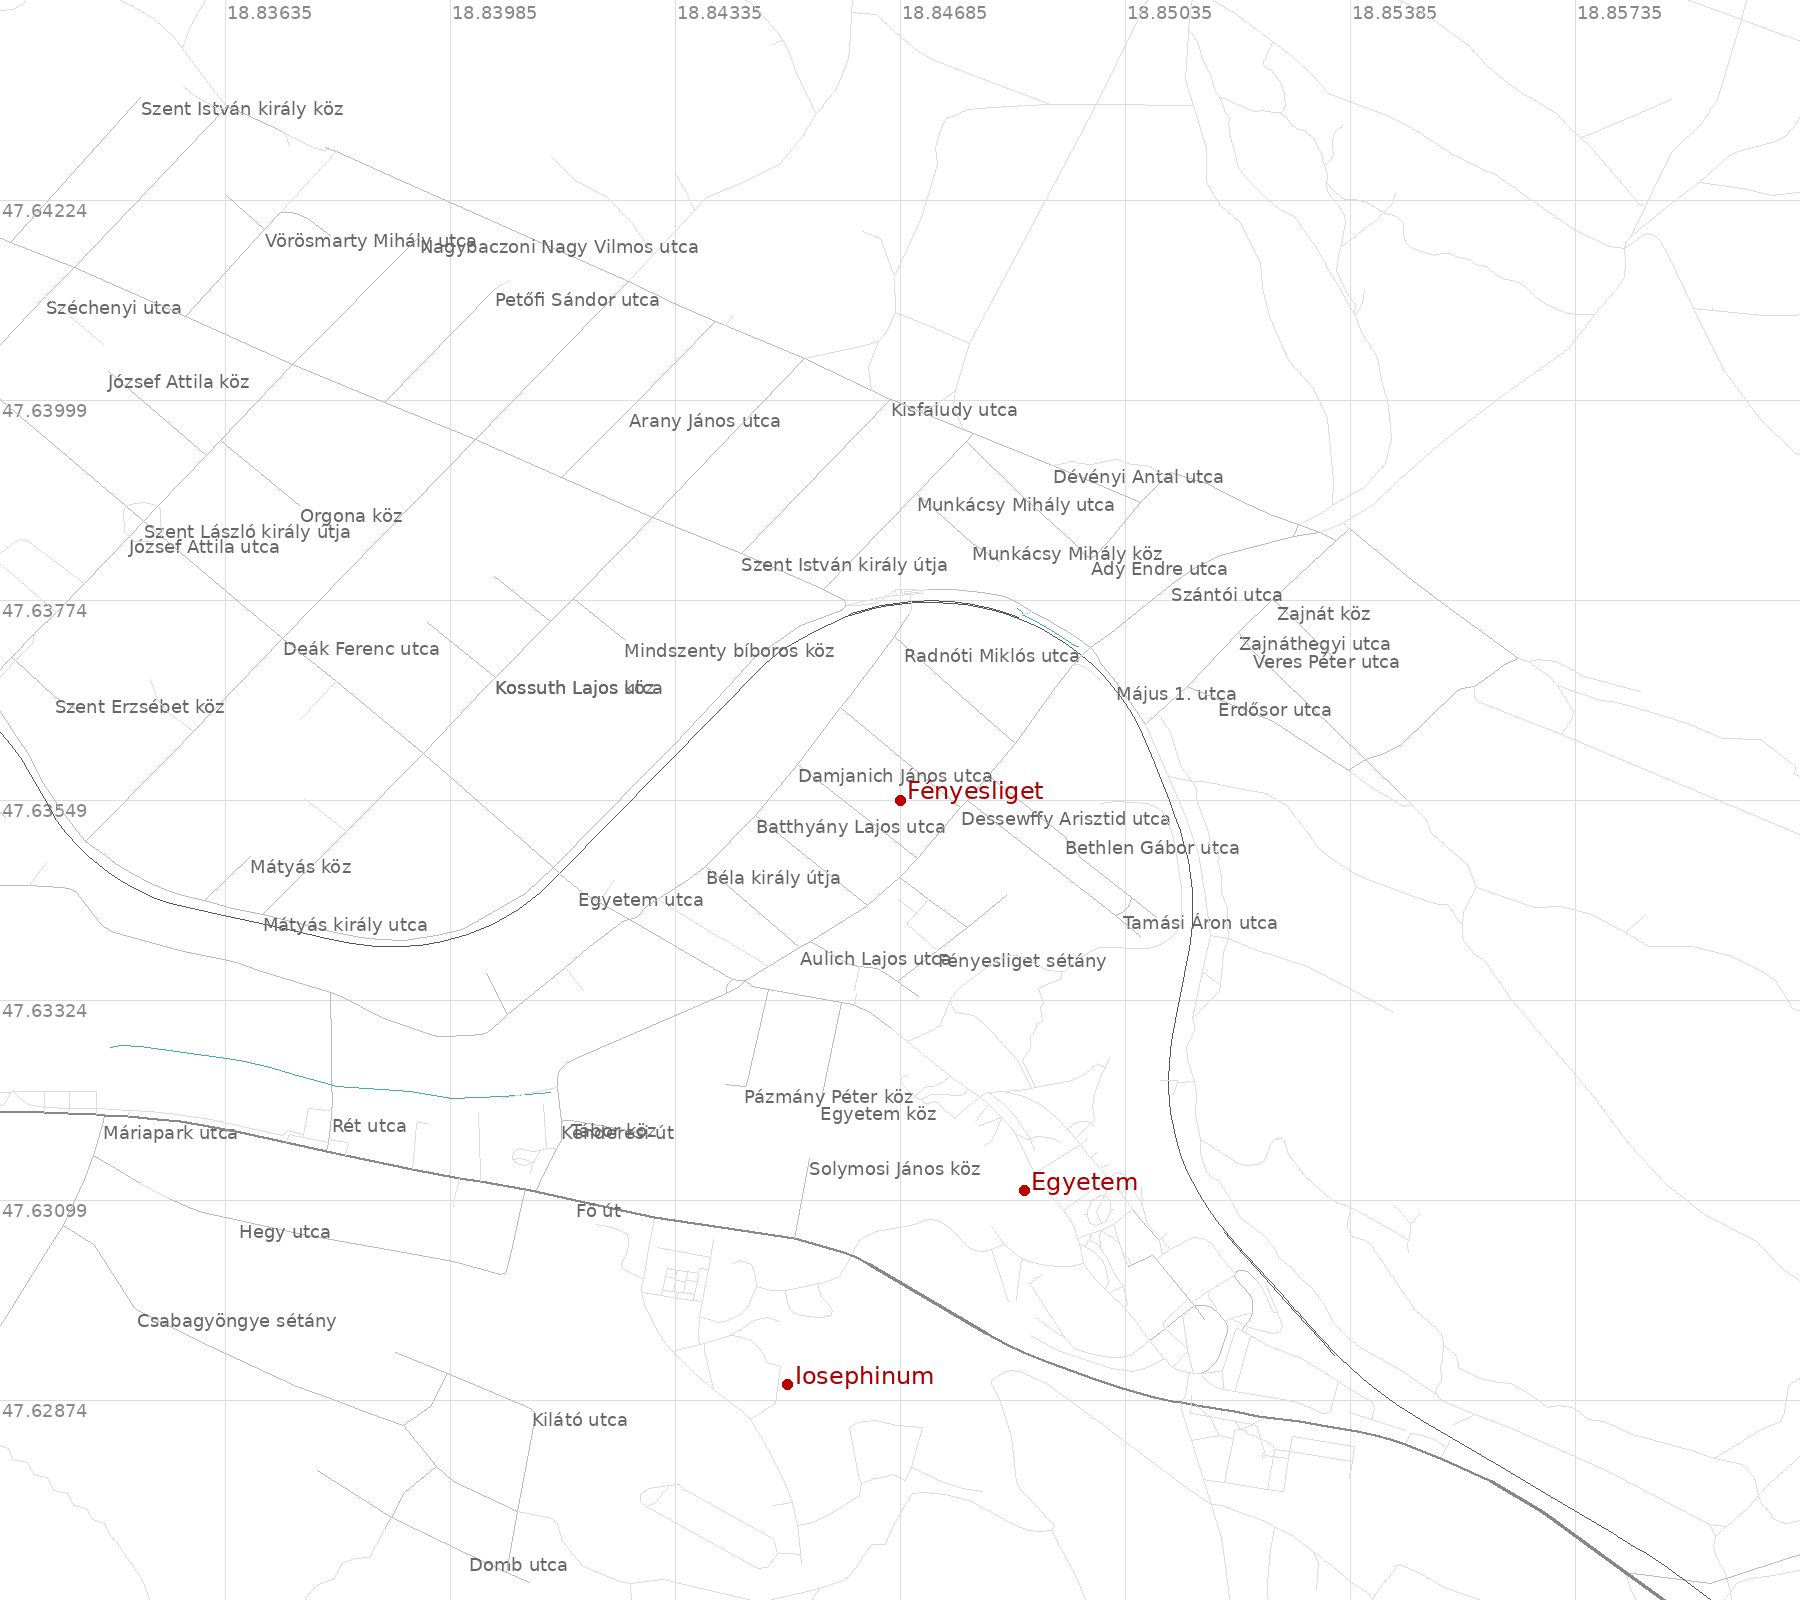 18.83635 18.83985 18.84335 18.84685 18.85035 18.85385 18.85735
Szent István király köz
47.64224
Vörösmarty Mihály utca
Nagybaczoni Nagy Vilmos utca
Petőfi Sándor utca
Széchenyi utca
József Attila köz
47.63999
Kisfaludy utca
Arany János utca
Dévényi Antal utca
Munkácsy Mihály utca
Orgona köz
Szent László király útja
József Attila utca
Munkácsy Mihály köz
Szent István király útja
Ady Endre utca
Szántói utca
47.63774
Zajnát köz
Zajnáthegyi utca
Deák Ferenc utca
Mindszenty bíboros köz
Radnóti Miklós utca
Veres Péter utca
Kossuth Lajos köz
Kossuth Lajos utca
Május 1. utca
Szent Erzsébet köz
Erdősor utca
Damjanich János utca
Fényesliget
47.63549
Dessewffy Arisztid utca
Batthyány Lajos utca
Bethlen Gábor utca
Mátyás köz
Béla király útja
Egyetem utca
Mátyás király utca
Tamási Áron utca
Aulich Lajos utca
Fényesliget sétány
47.63324
Pázmány Péter köz
Egyetem köz
Rét utca
Máriapark utca
Tábor köz
Kenderesi út
Solymosi János köz
Egyetem
47.63099
Fő út
Hegy utca
Csabagyöngye sétány
Iosephinum
47.62874
Kilátó utca
Domb utca